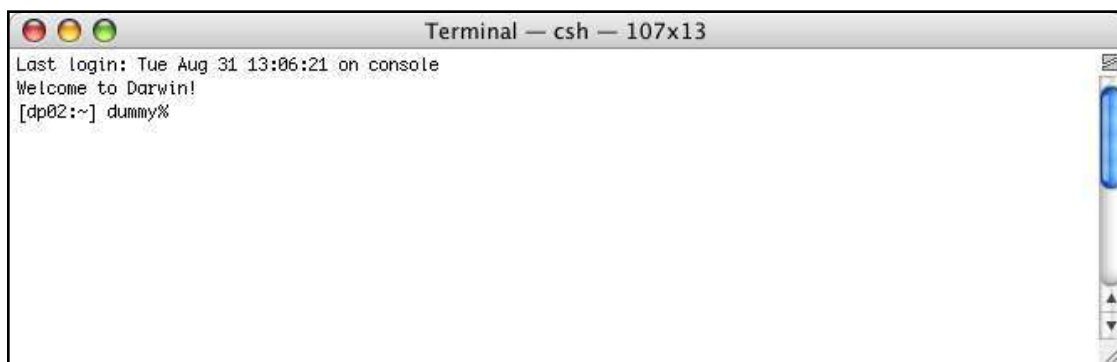 Terminal — csh — 107x13
Last login: Tue Aug 31 13:06:21 on console
Welcome to Darwin!
[dp02:~] dummy%